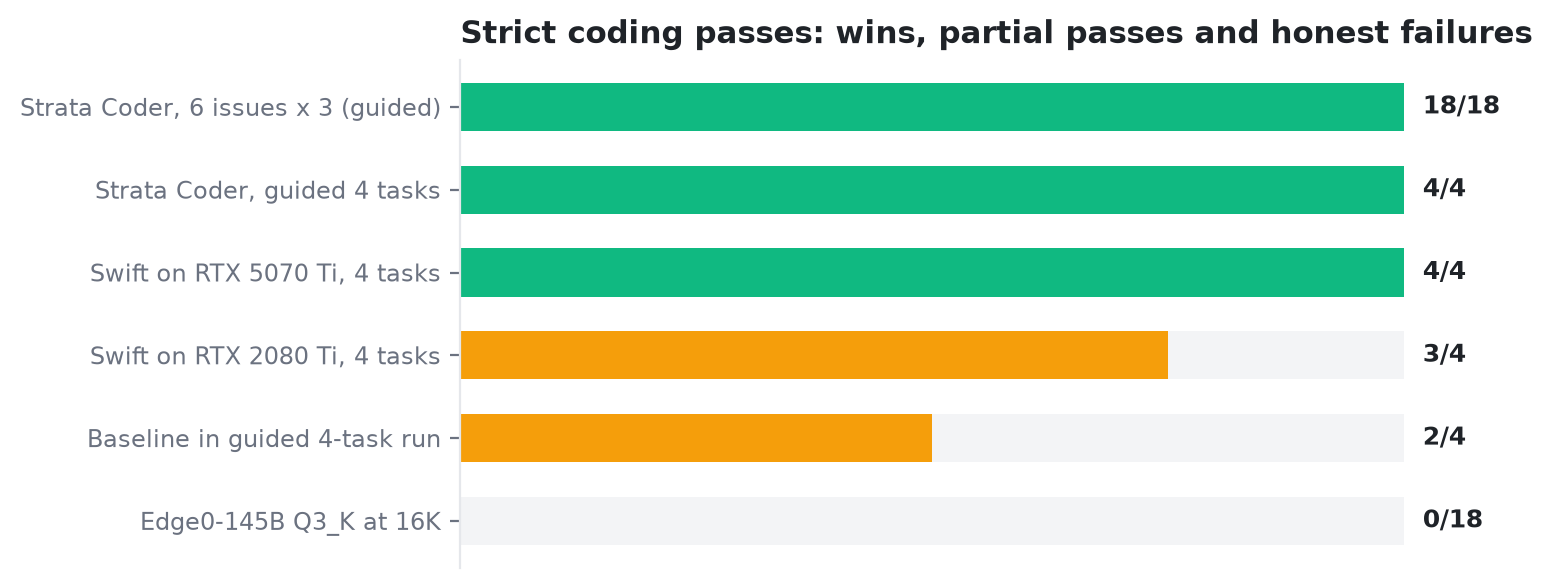 Strict coding passes: wins, partial passes and honest failures
Strata Coder, 6 issues x 3 (guided) 18/18
Strata Coder, guided 4 tasks 4/4
Swift on RTX 5070 Ti, 4 tasks 4/4
Swift on RTX 2080 Ti, 4 tasks 3/4
Baseline in guided 4-task run 2/4
Edge0-145B Q3_K at 16K 0/18